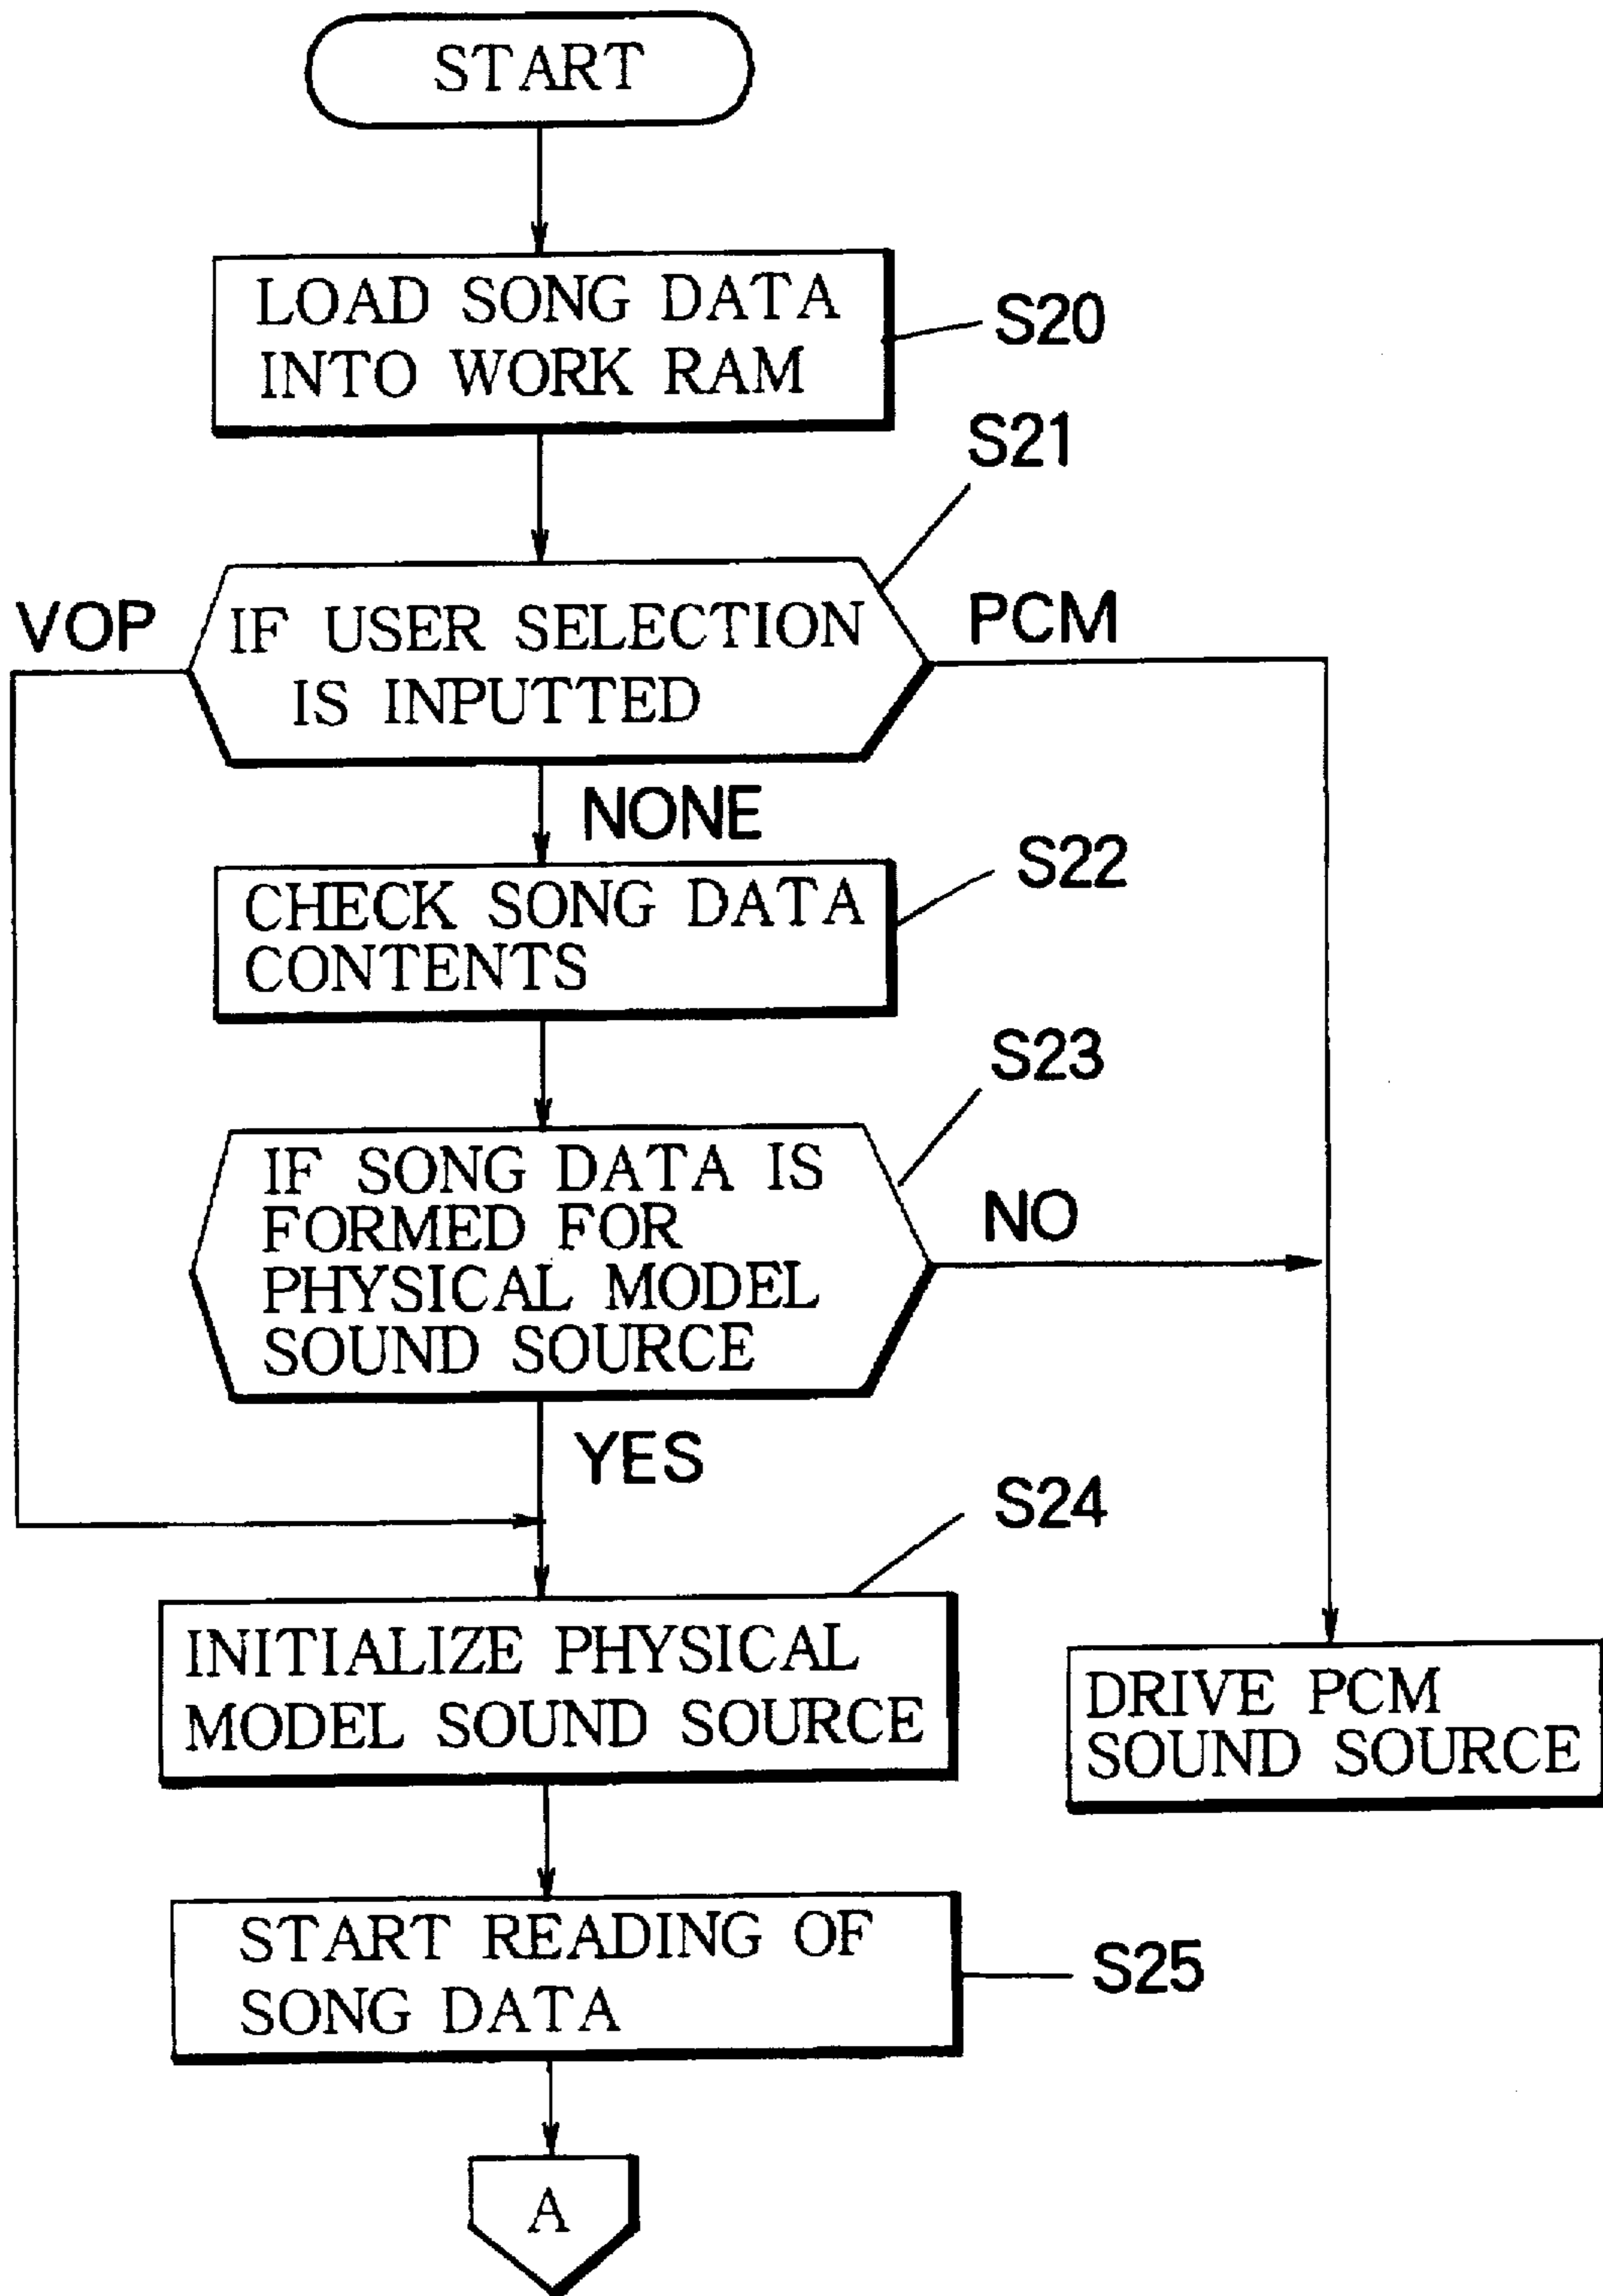 START
LOAD SONG DATA
INTO WORK RAM
S20
S21
VOP
IF USER SELECTION
IS INPUTTED
PCM
NONE
CHECK SONG DATA
CONTENTS
S22
S23
IF SONG DATA IS
FORMED FOR
PHYSICAL MODEL
SOUND SOURCE
NO
YES
S24
INITIALIZE PHYSICAL
MODEL SOUND SOURCE
DRIVE PCM
SOUND SOURCE
START READING OF
SONG DATA
S25
A